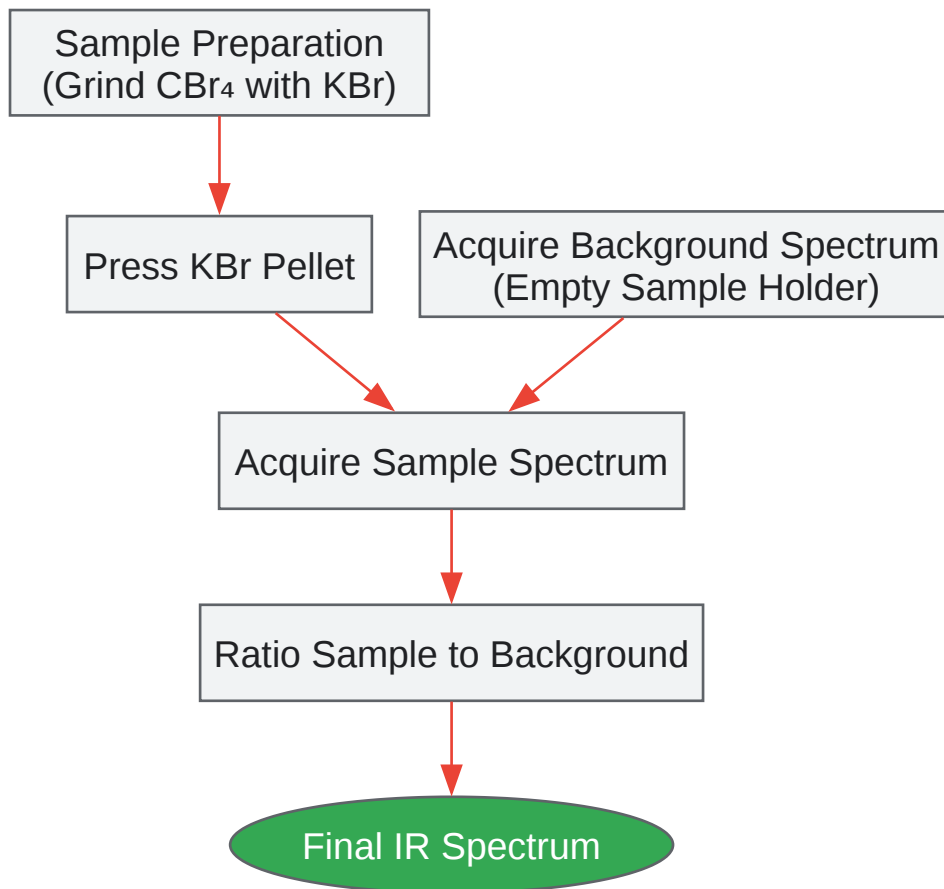 Sample Preparation
(Grind CBr₄ with KBr)
Press KBr Pellet
Acquire Background Spectrum
(Empty Sample Holder)
Acquire Sample Spectrum
Ratio Sample to Background
Final IR Spectrum